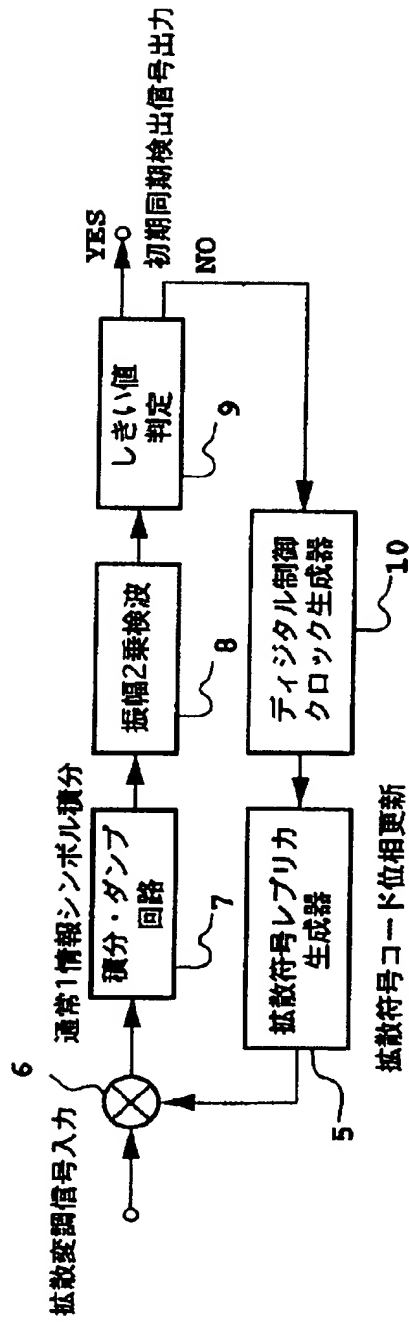 拡散変調信号入力
6
通常1情報シンボル積分
積分・ダンプ
回路
7
振幅2乗検波
8
しきい値
判定
9
YES
初期同期検出信号出力
NO
ディジタル制御
クロック生成器
10
拡散符号レプリカ
生成器
5
拡散符号コード位相更新